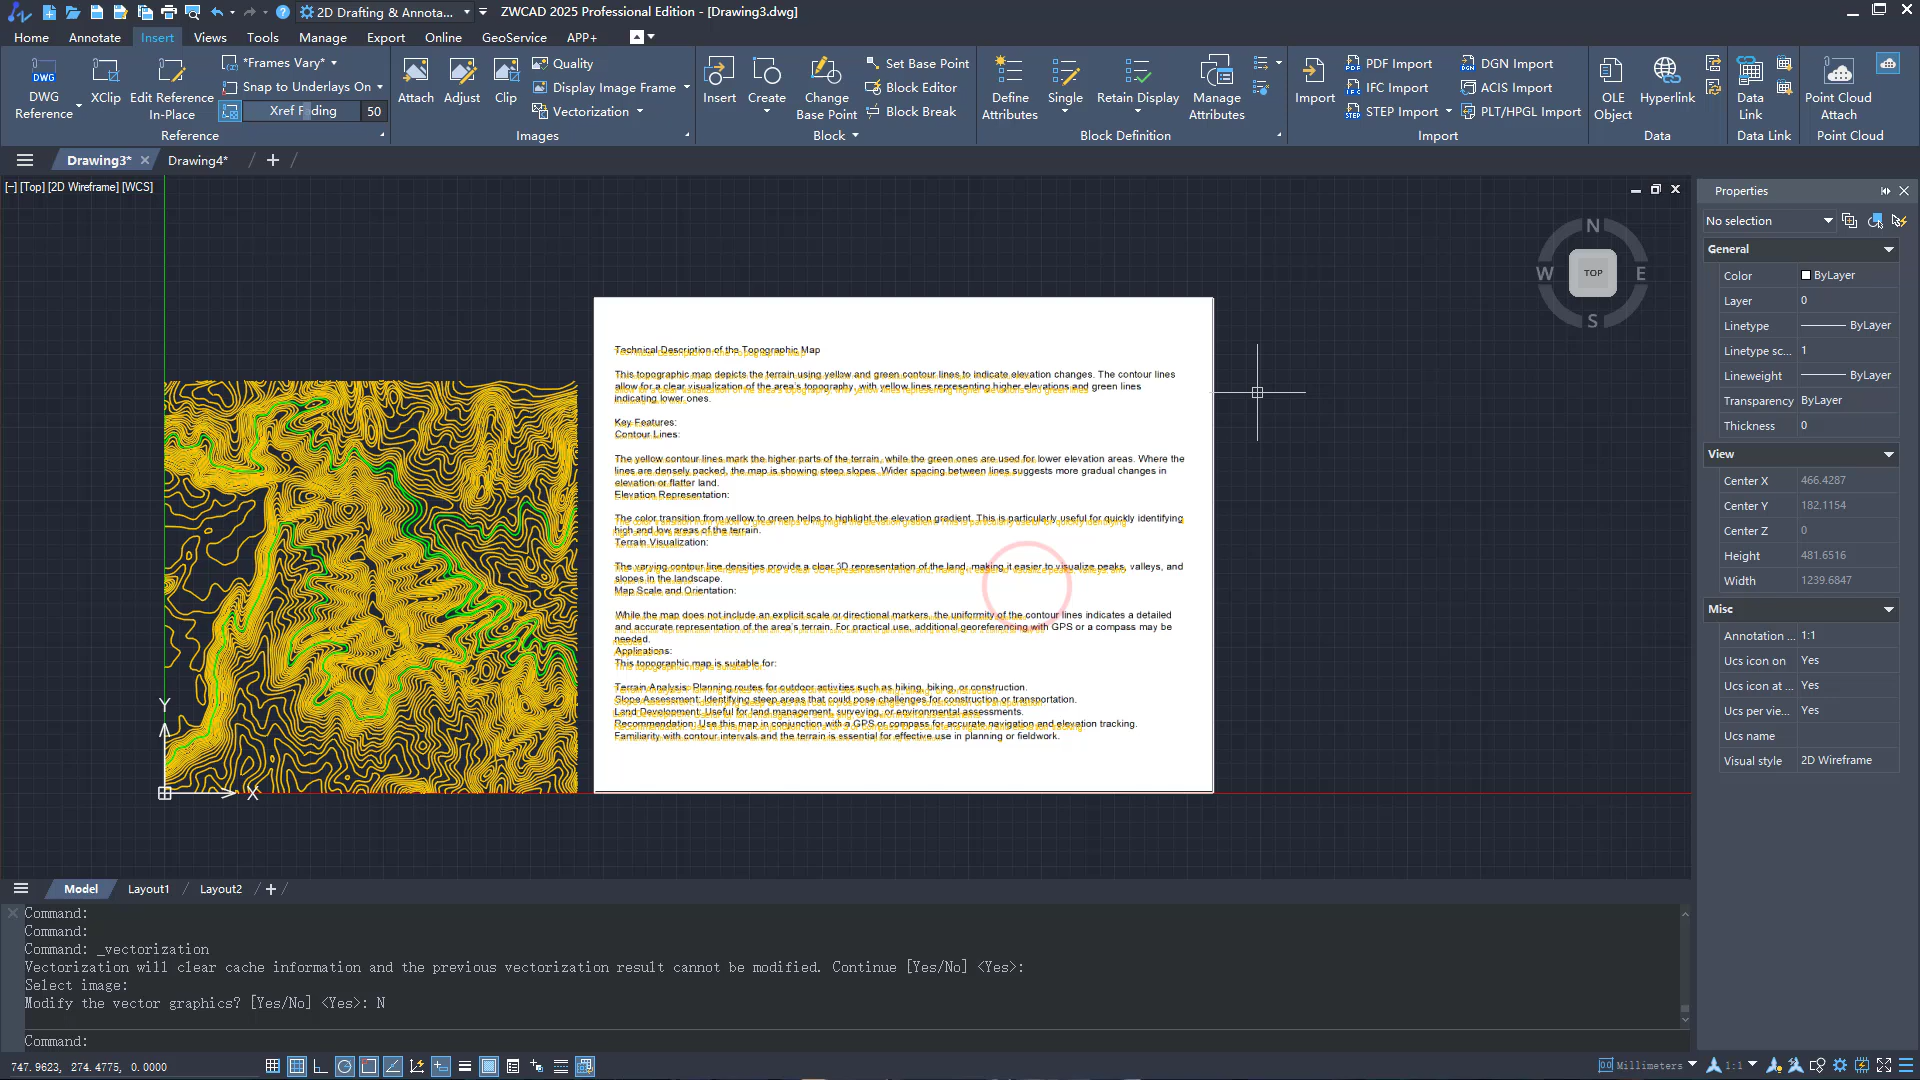 2D Drafting & Annota...
ZWCAD 2025 Professional Edition - [Drawing3.dwg]
Home Annotate Insert Views Tools Manage Export Online GeoService APP+
DWG Reference
XClip
Edit Reference In-Place
*Frames Vary*
Snap to Underlays On
Xref Fading 50
Reference
Attach
Adjust
Clip
Quality
Display Image Frame
Vectorization
Images
Insert
Create
Change Base Point
Set Base Point
Block Editor
Block Break
Block
Define Attributes
Single
Retain Display
Manage Attributes
Block Definition
Import
PDF Import
IFC Import
STEP Import
DGN Import
ACIS Import
PLT/HPGL Import
Import
OLE Object
Hyperlink
Data
Data Link
Data Link
Point Cloud Attach
Point Cloud
Drawing3*
Drawing4*
[−] [Top] [2D Wireframe] [WCS]
N
W TOP E
S
Technical Description of the Topographic Map
This topographic map depicts the terrain using yellow and green contour lines to indicate elevation changes. The contour lines
allow for a clear visualization of the area's topography, with yellow lines representing higher elevations and green lines
indicating lower ones.
Key Features:
Contour Lines:
The yellow contour lines mark the higher parts of the terrain, while the green ones are used for lower elevation areas. Where the
lines are densely packed, the map is showing steep slopes. Wider spacing between lines suggests more gradual changes in
elevation or flatter land.
Elevation Representation:
The color transition from yellow to green helps to highlight the elevation gradient. This is particularly useful for quickly identifying
high and low areas of the terrain.
Terrain Visualization:
The varying contour line densities provide a clear 3D representation of the land, making it easier to visualize peaks, valleys, and
slopes in the landscape.
Map Scale and Orientation:
While the map does not include an explicit scale or directional markers, the uniformity of the contour lines indicates a detailed
and accurate representation of the area's terrain. For practical use, additional georeferencing with GPS or a compass may be
needed.
Applications:
This topographic map is suitable for:
Terrain Analysis: Planning routes for outdoor activities such as hiking, biking, or construction.
Slope Assessment: Identifying steep areas that could pose challenges for construction or transportation.
Land Development: Useful for land management, surveying, or environmental assessments.
Recommendation: Use this map in conjunction with a GPS or compass for accurate navigation and elevation tracking.
Familiarity with contour intervals and the terrain is essential for effective use in planning or fieldwork.
Y
X
Properties
No selection
General
Color ByLayer
Layer 0
Linetype ByLayer
Linetype sc... 1
Lineweight ByLayer
Transparency ByLayer
Thickness 0
View
Center X 466.4287
Center Y 182.1154
Center Z 0
Height 481.6516
Width 1239.6847
Misc
Annotation ... 1:1
Ucs icon on Yes
Ucs icon at ... Yes
Ucs per vie... Yes
Ucs name
Visual style 2D Wireframe
Model Layout1 Layout2
Command:
Command:
Command: _vectorization
Vectorization will clear cache information and the previous vectorization result cannot be modified. Continue [Yes/No] <Yes>:
Select image:
Modify the vector graphics? [Yes/No] <Yes>: N
Command:
747.9623, 274.4775, 0.0000
Millimeters
1:1